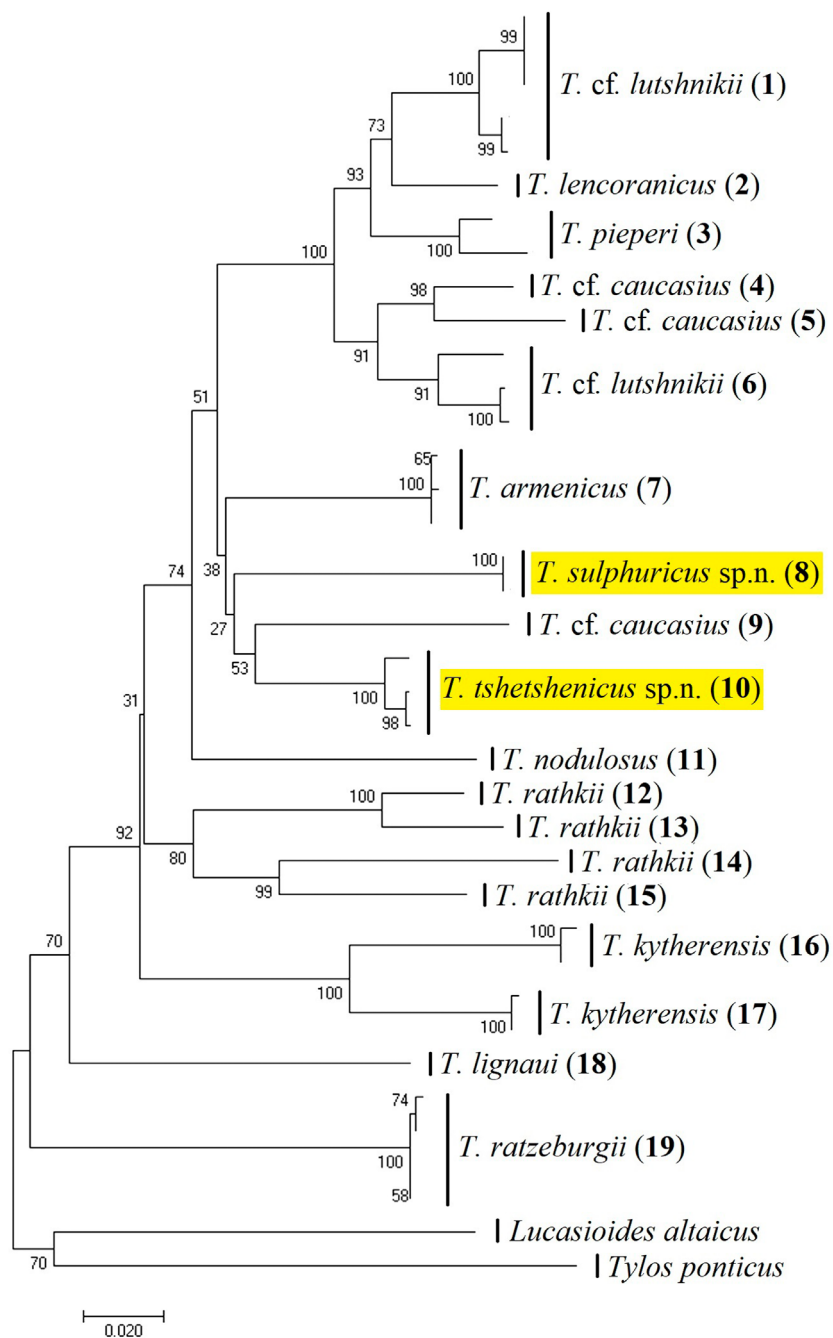 99
100
T. cf. lutshnikii (1)
73
99
93
T. lencoranicus (2)
T. pieperi (3)
100
100
98
T. cf. caucasius (4)
T. cf. caucasius (5)
91
T. cf. lutshnikii (6)
91
51
100
65
100
T. armenicus (7)
100
74
38
T. sulphuricus sp.n. (8)
27
T. cf. caucasius (9)
53
T. tshetshenicus sp.n. (10)
100
31
98
T. nodulosus (11)
100
T. rathkii (12)
T. rathkii (13)
92
80
T. rathkii (14)
99
T. rathkii (15)
100
70
T. kytherensis (16)
100
T. kytherensis (17)
100
T. lignaui (18)
74
T. ratzeburgii (19)
100
58
Lucasioides altaicus
70
Tylos ponticus
0.020